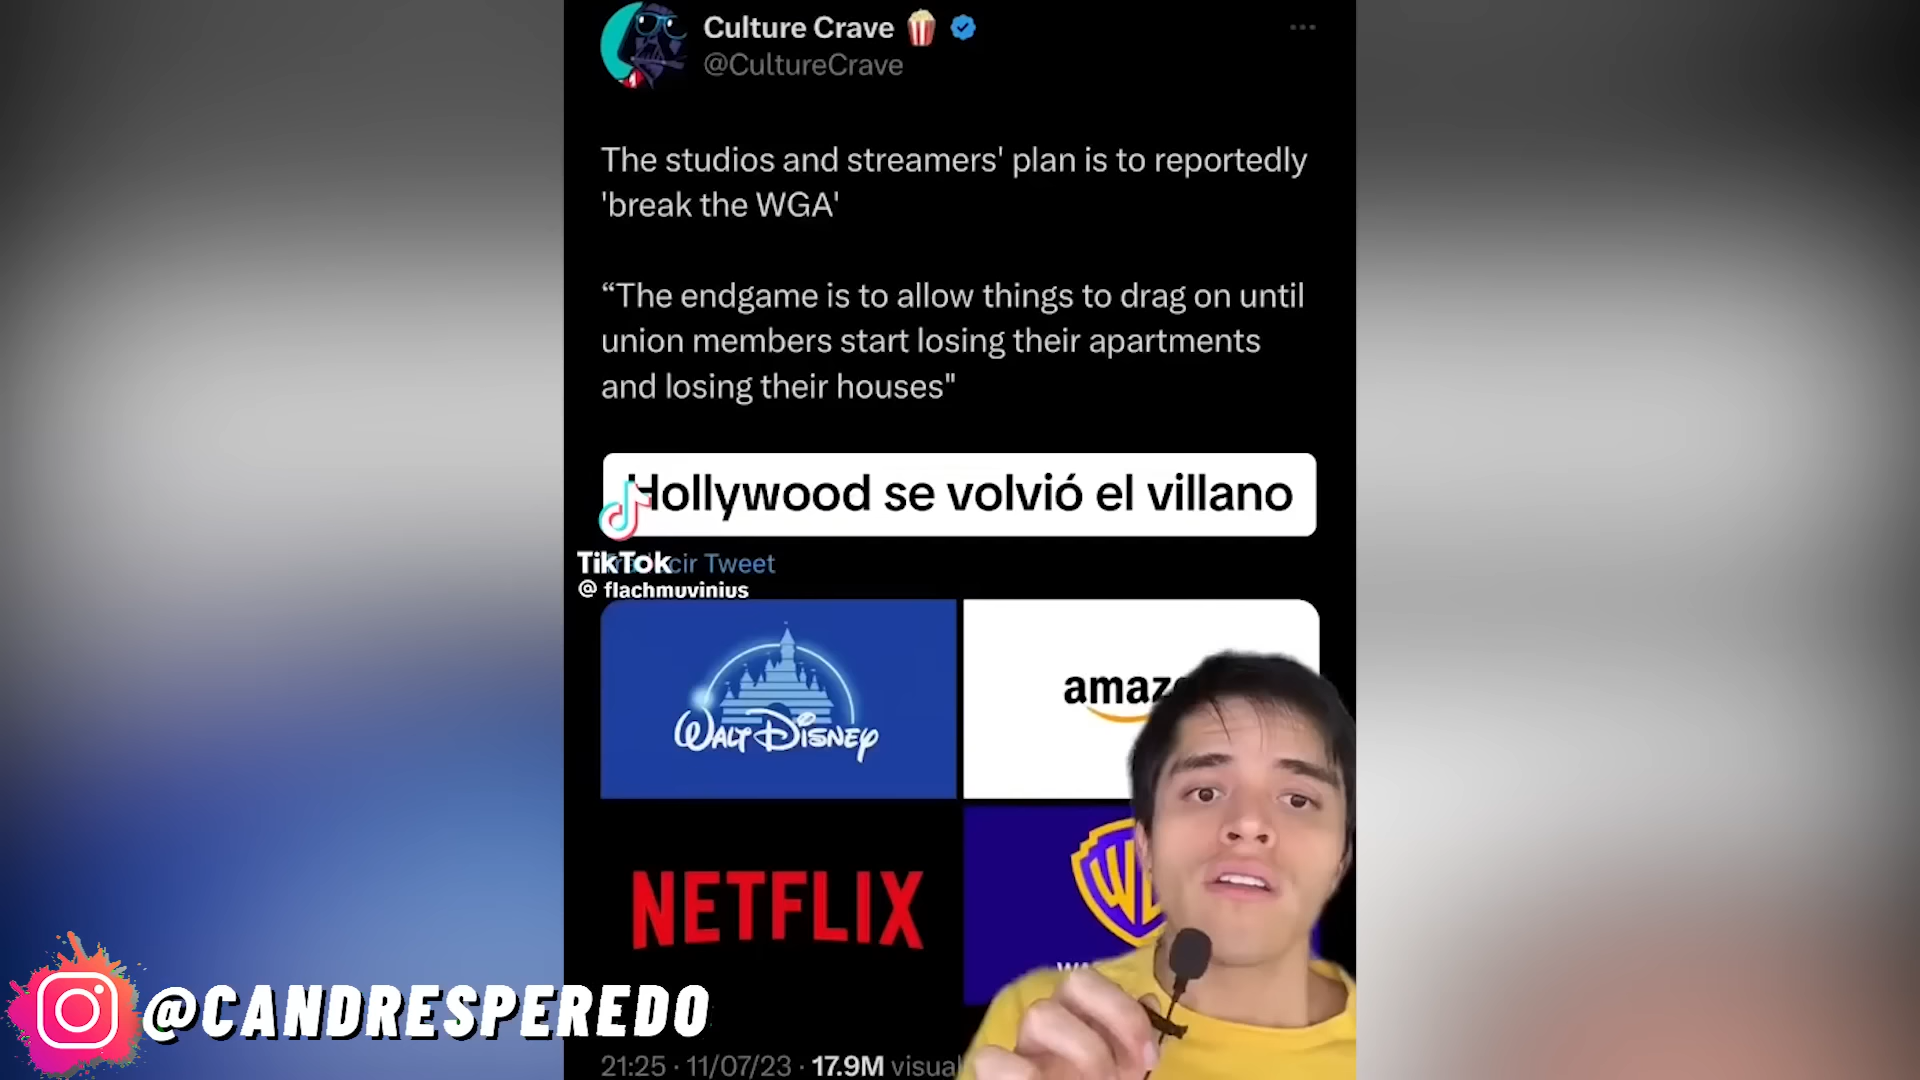 Culture Crave
@CultureCrave
The studios and streamers' plan is to reportedly
'break the WGA'
“The endgame is to allow things to drag on until
union members start losing their apartments
and losing their houses"
Hollywood se volvió el villano
TikTok
cir Tweet
@ flachmuvinius
WALT DISNEY
NETFLIX
@CANDRESPEREDO
21:25 · 11/07/23 · 17.9M